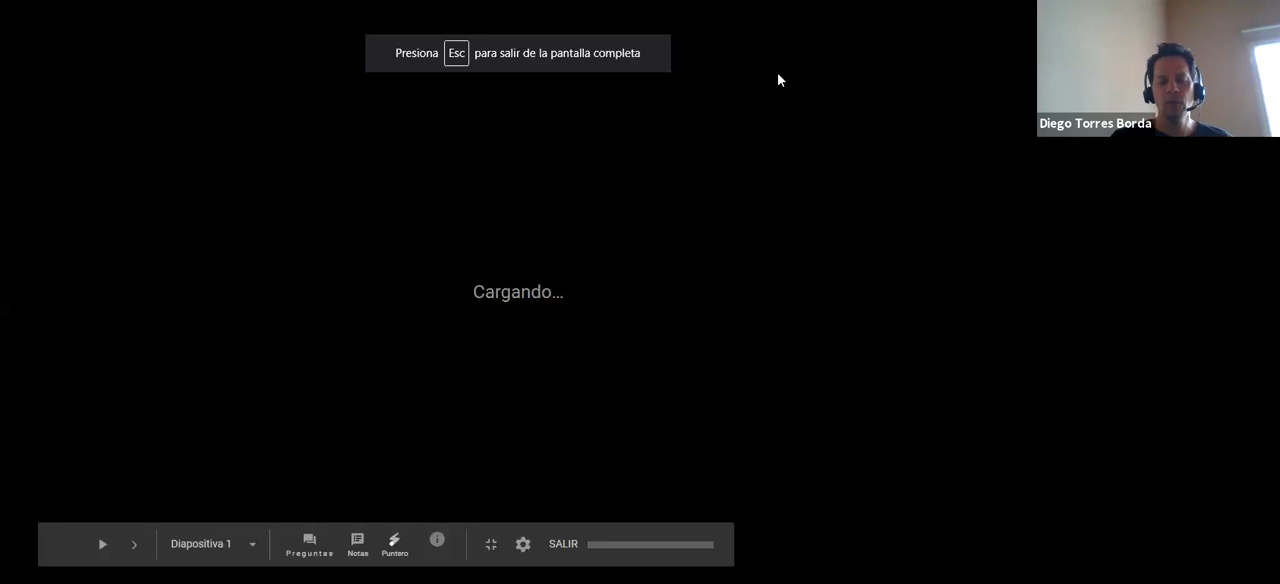 Presiona Esc para salir de la pantalla completa
Diego Torres Borda
Cargando...
Diapositiva 1
Preguntas
Notas
Puntero
SALIR